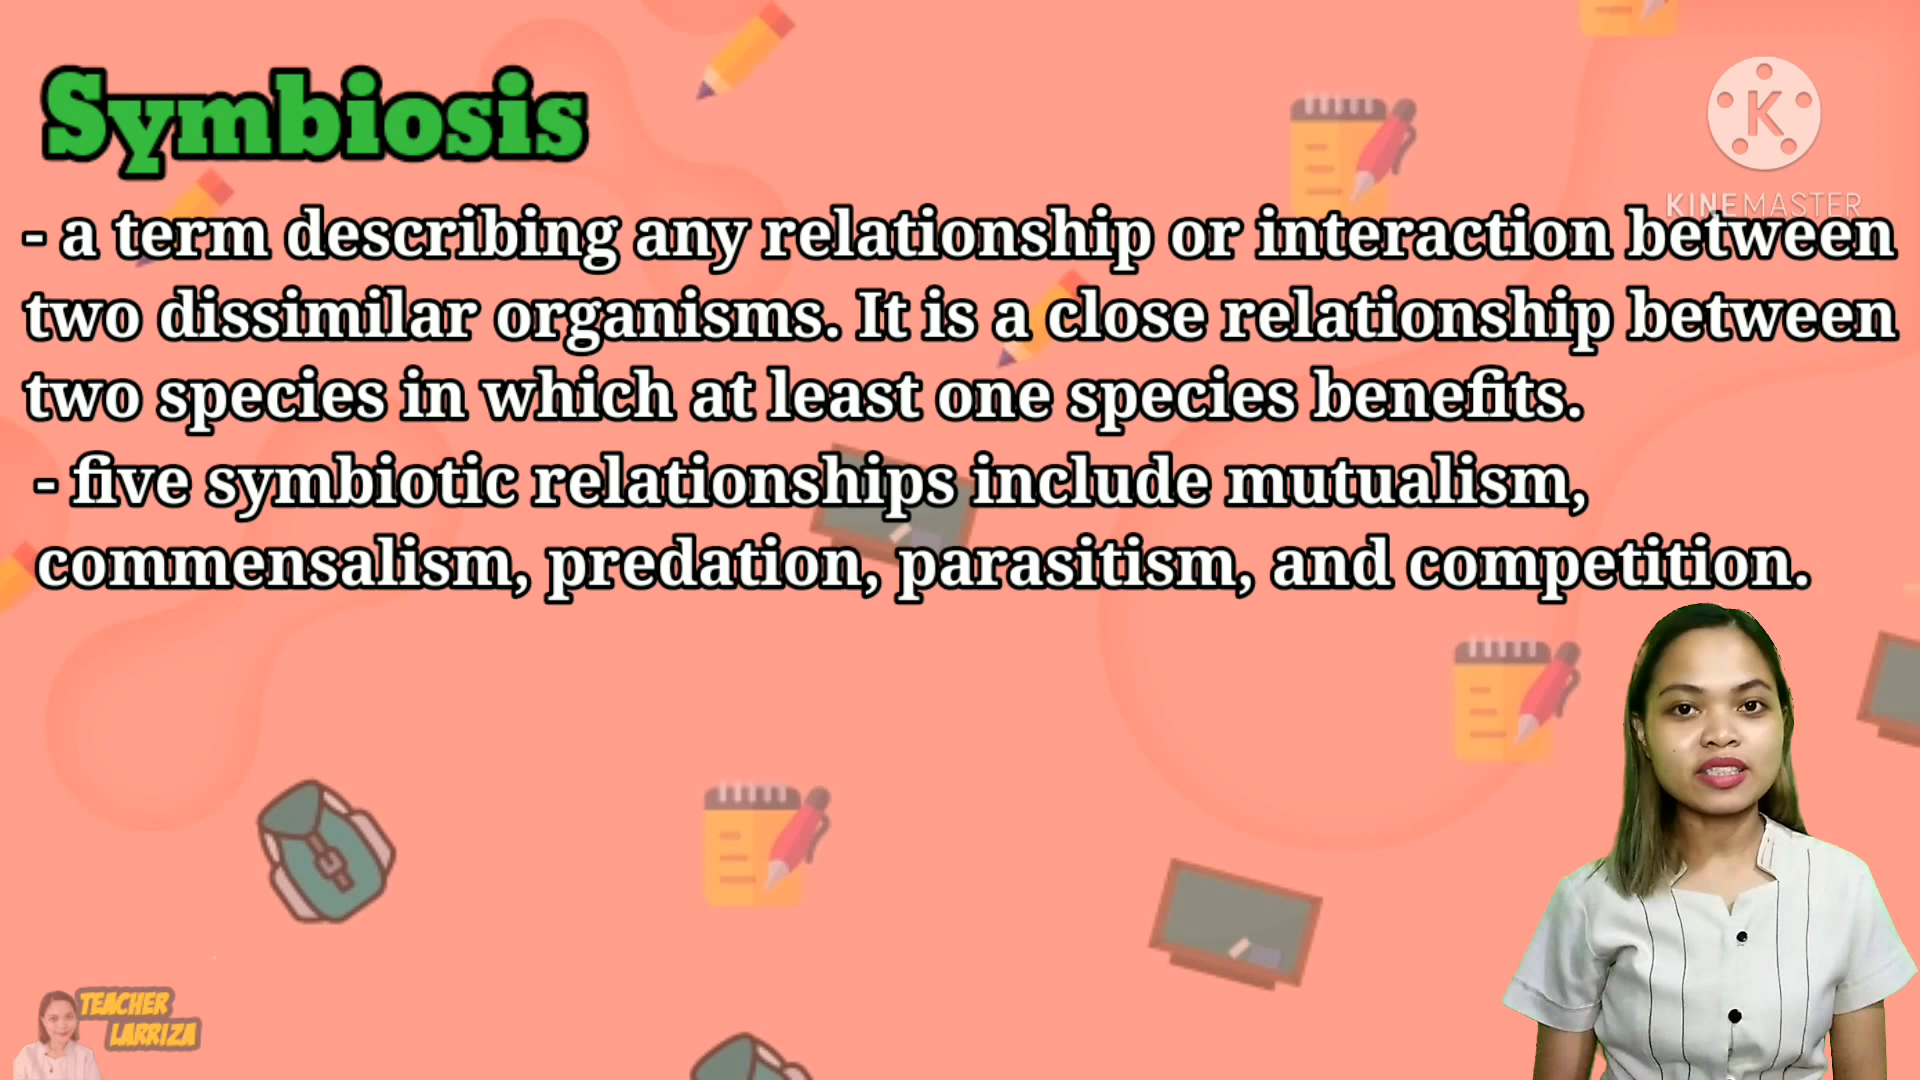 Symbiosis
K
KINEMASTER
- a term describing any relationship or interaction between
two dissimilar organisms. It is a close relationship between
two species in which at least one species benefits.
- five symbiotic relationships include mutualism,
commensalism, predation, parasitism, and competition.
TEACHER
LARRIZA